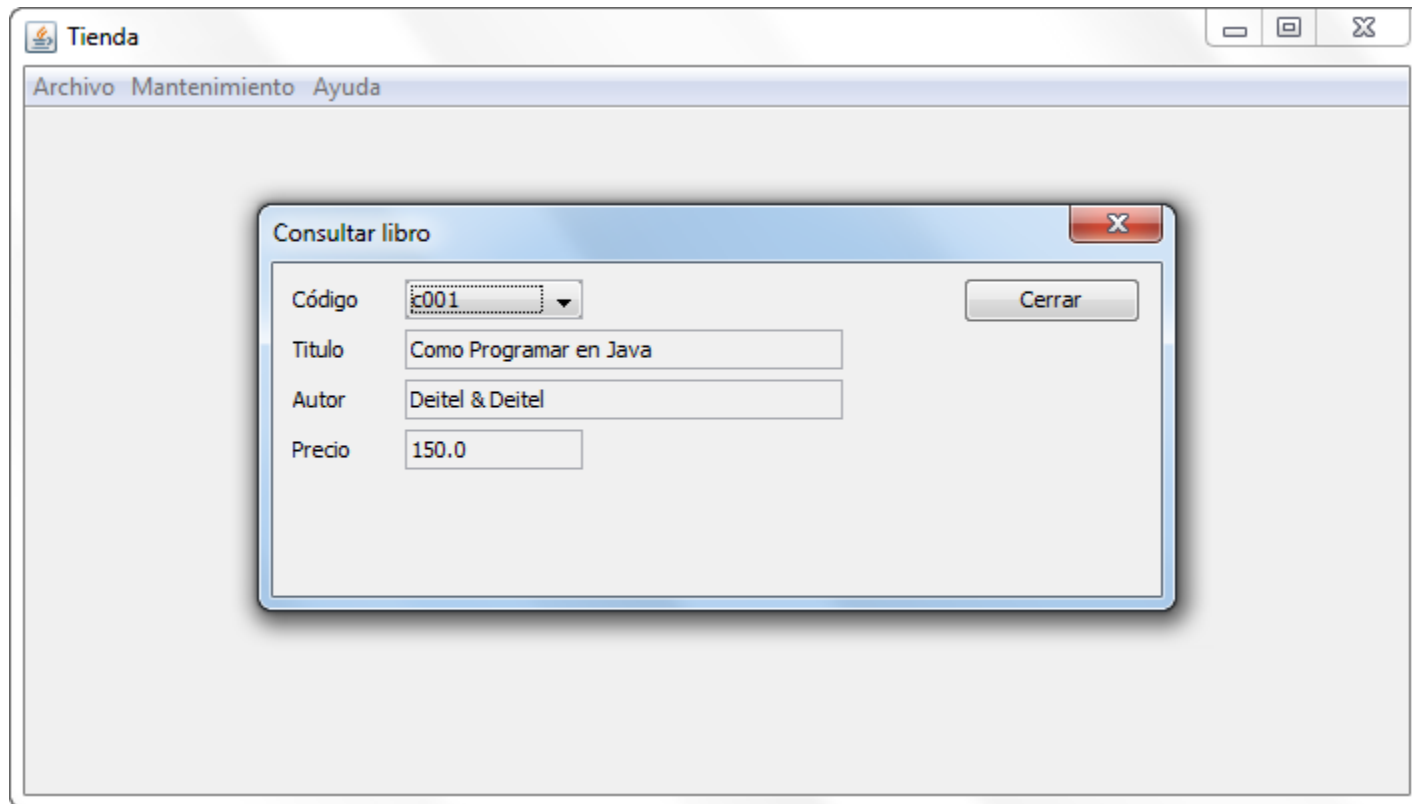 Tienda
Archivo Mantenimiento Ayuda
Consultar libro
Código c001 Cerrar
Titulo Como Programar en Java
Autor Deitel & Deitel
Precio 150.0